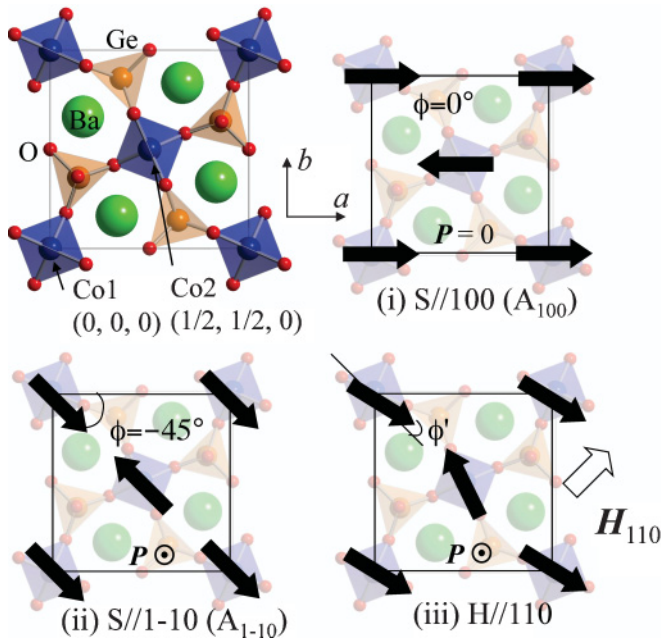 Ge
Ba
O
b
a
Co1
(0, 0, 0)
Co2
(1/2, 1/2, 0)
ϕ=0°
P = 0
(i) S//100 (A₁₀₀)
ϕ=−45°
P ⊙
(ii) S//1-10 (A₁₋₁₀)
ϕ'
H₁₁₀
P ⊙
(iii) H//110